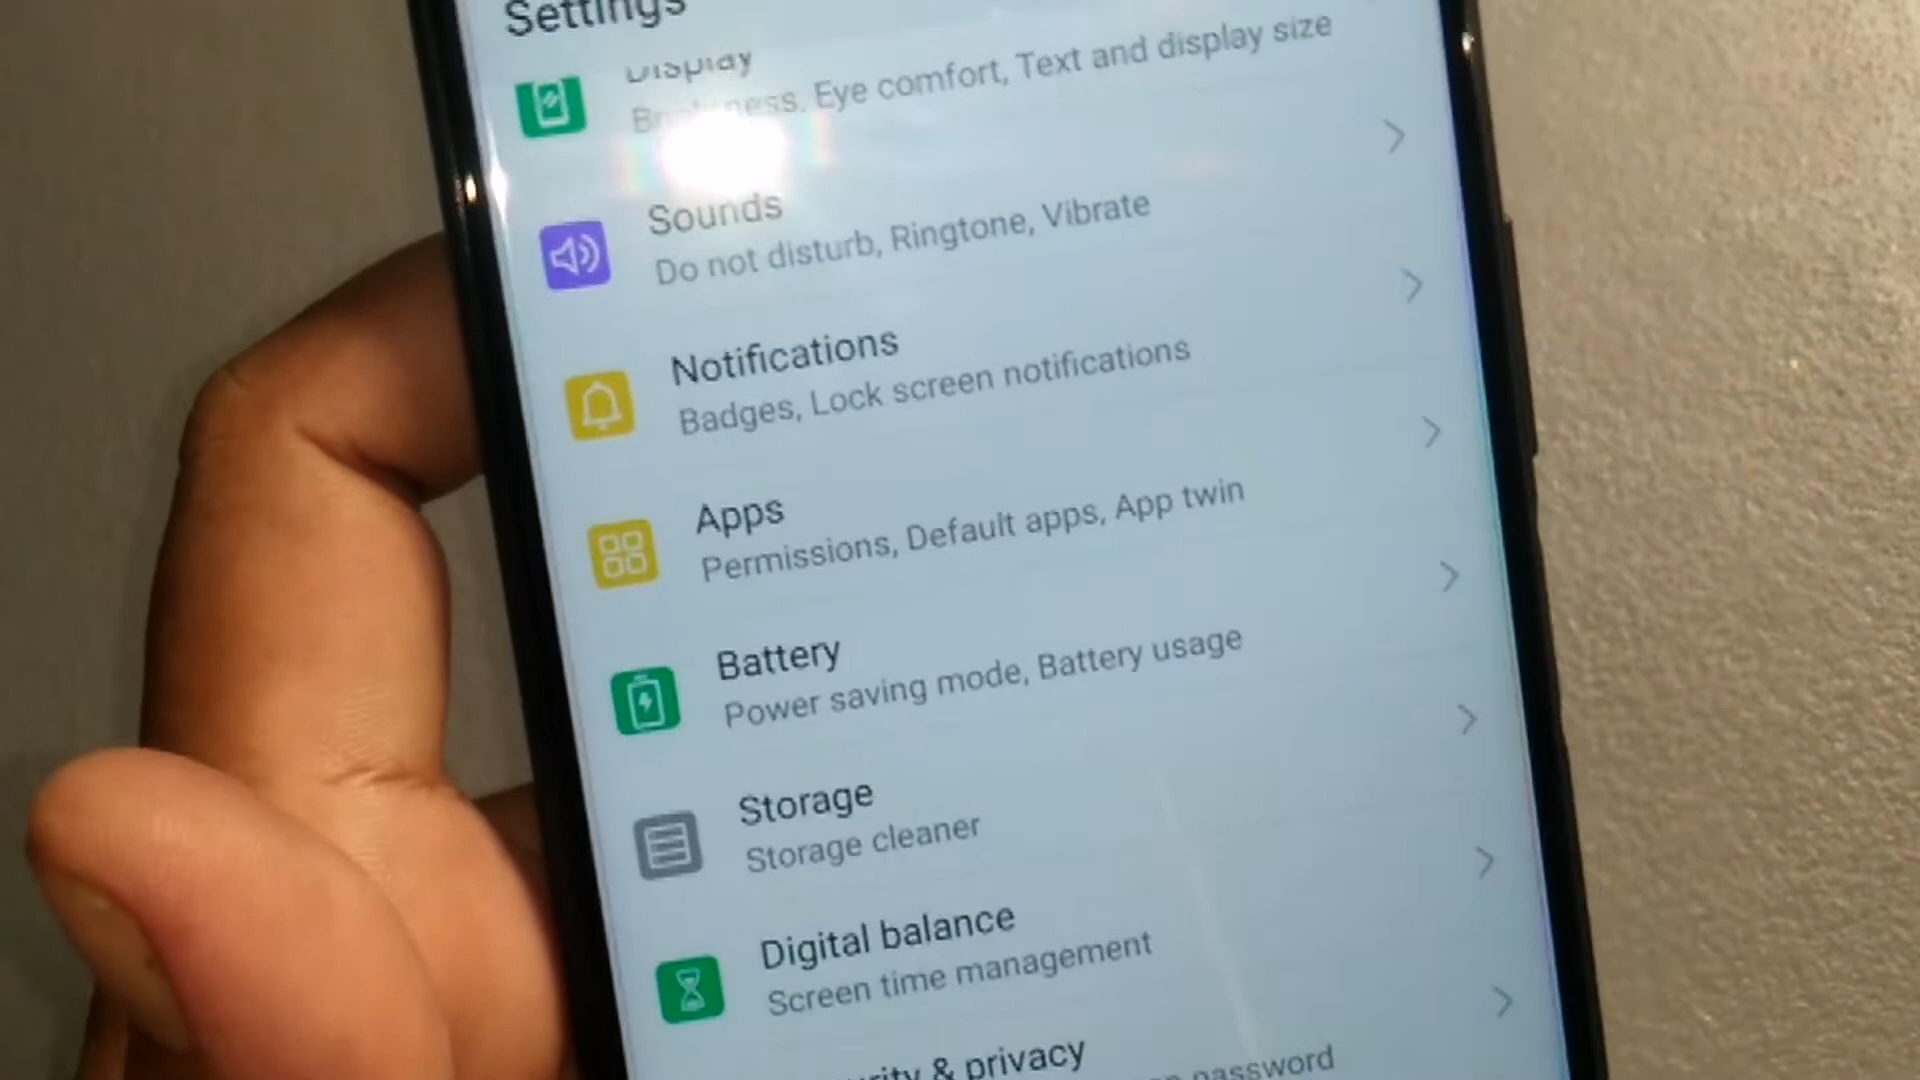 Settings
Display
Eye comfort, Text and display size
Sounds
Do not disturb, Ringtone, Vibrate
Notifications
Badges, Lock screen notifications
Apps
Permissions, Default apps, App twin
Battery
Power saving mode, Battery usage
Storage
Storage cleaner
Digital balance
Screen time management
& privacy
password